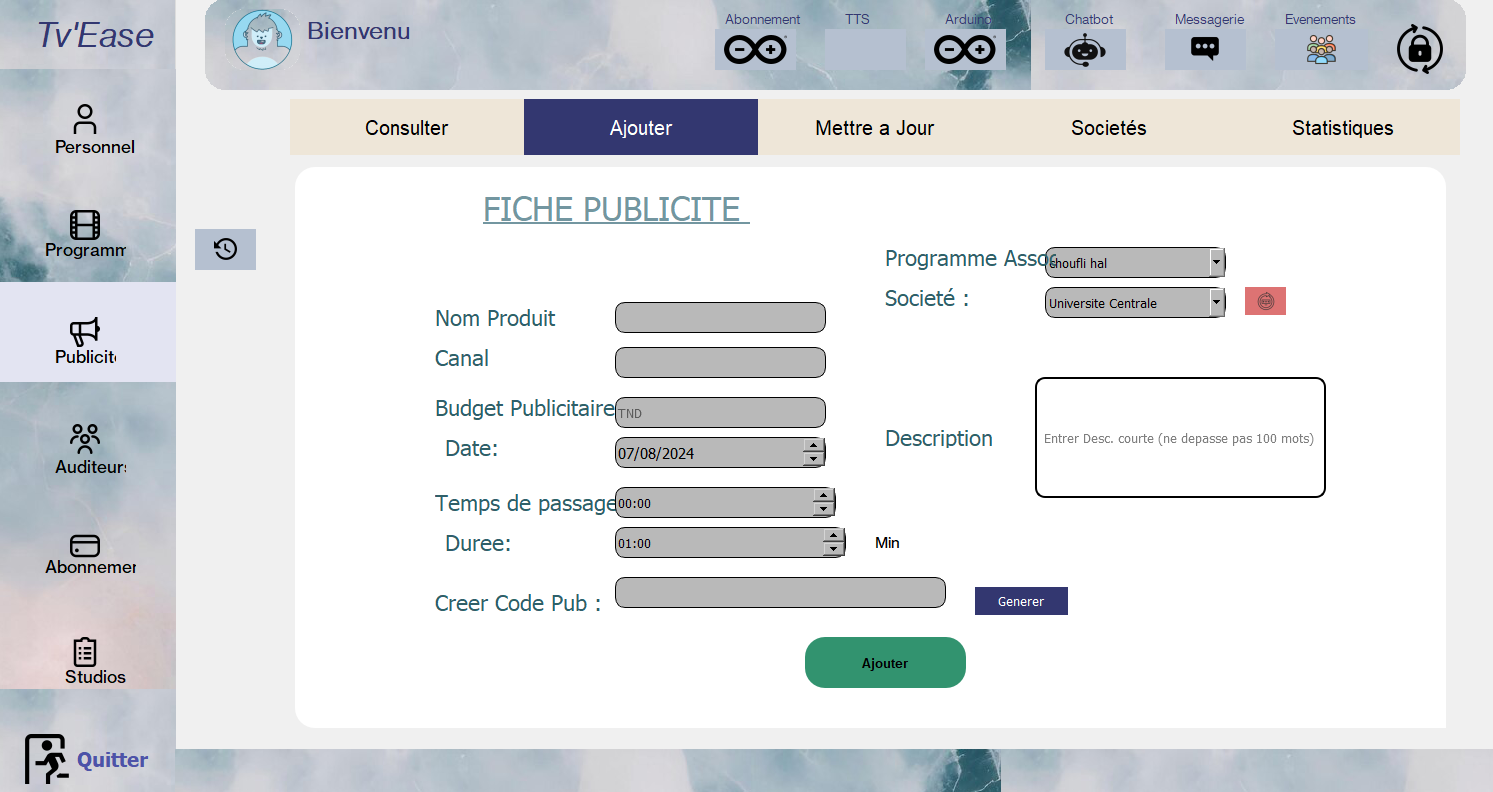 Tv'Ease
Bienvenu
Abonnement
TTS
Arduino
Chatbot
Messagerie
Evenements
Personnel
Programm
Publicit
Auditeurs
Abonnemen
Studios
Quitter
Consulter
Ajouter
Mettre a Jour
Societés
Statistiques
FICHE PUBLICITE
Programme Assoc
choufli hal
Societé :
Universite Centrale
Nom Produit
Canal
Budget Publicitaire
TND
Date:
07/08/2024
Description
Entrer Desc. courte (ne depasse pas 100 mots)
Temps de passage
00:00
Duree:
01:00
Min
Creer Code Pub :
Generer
Ajouter